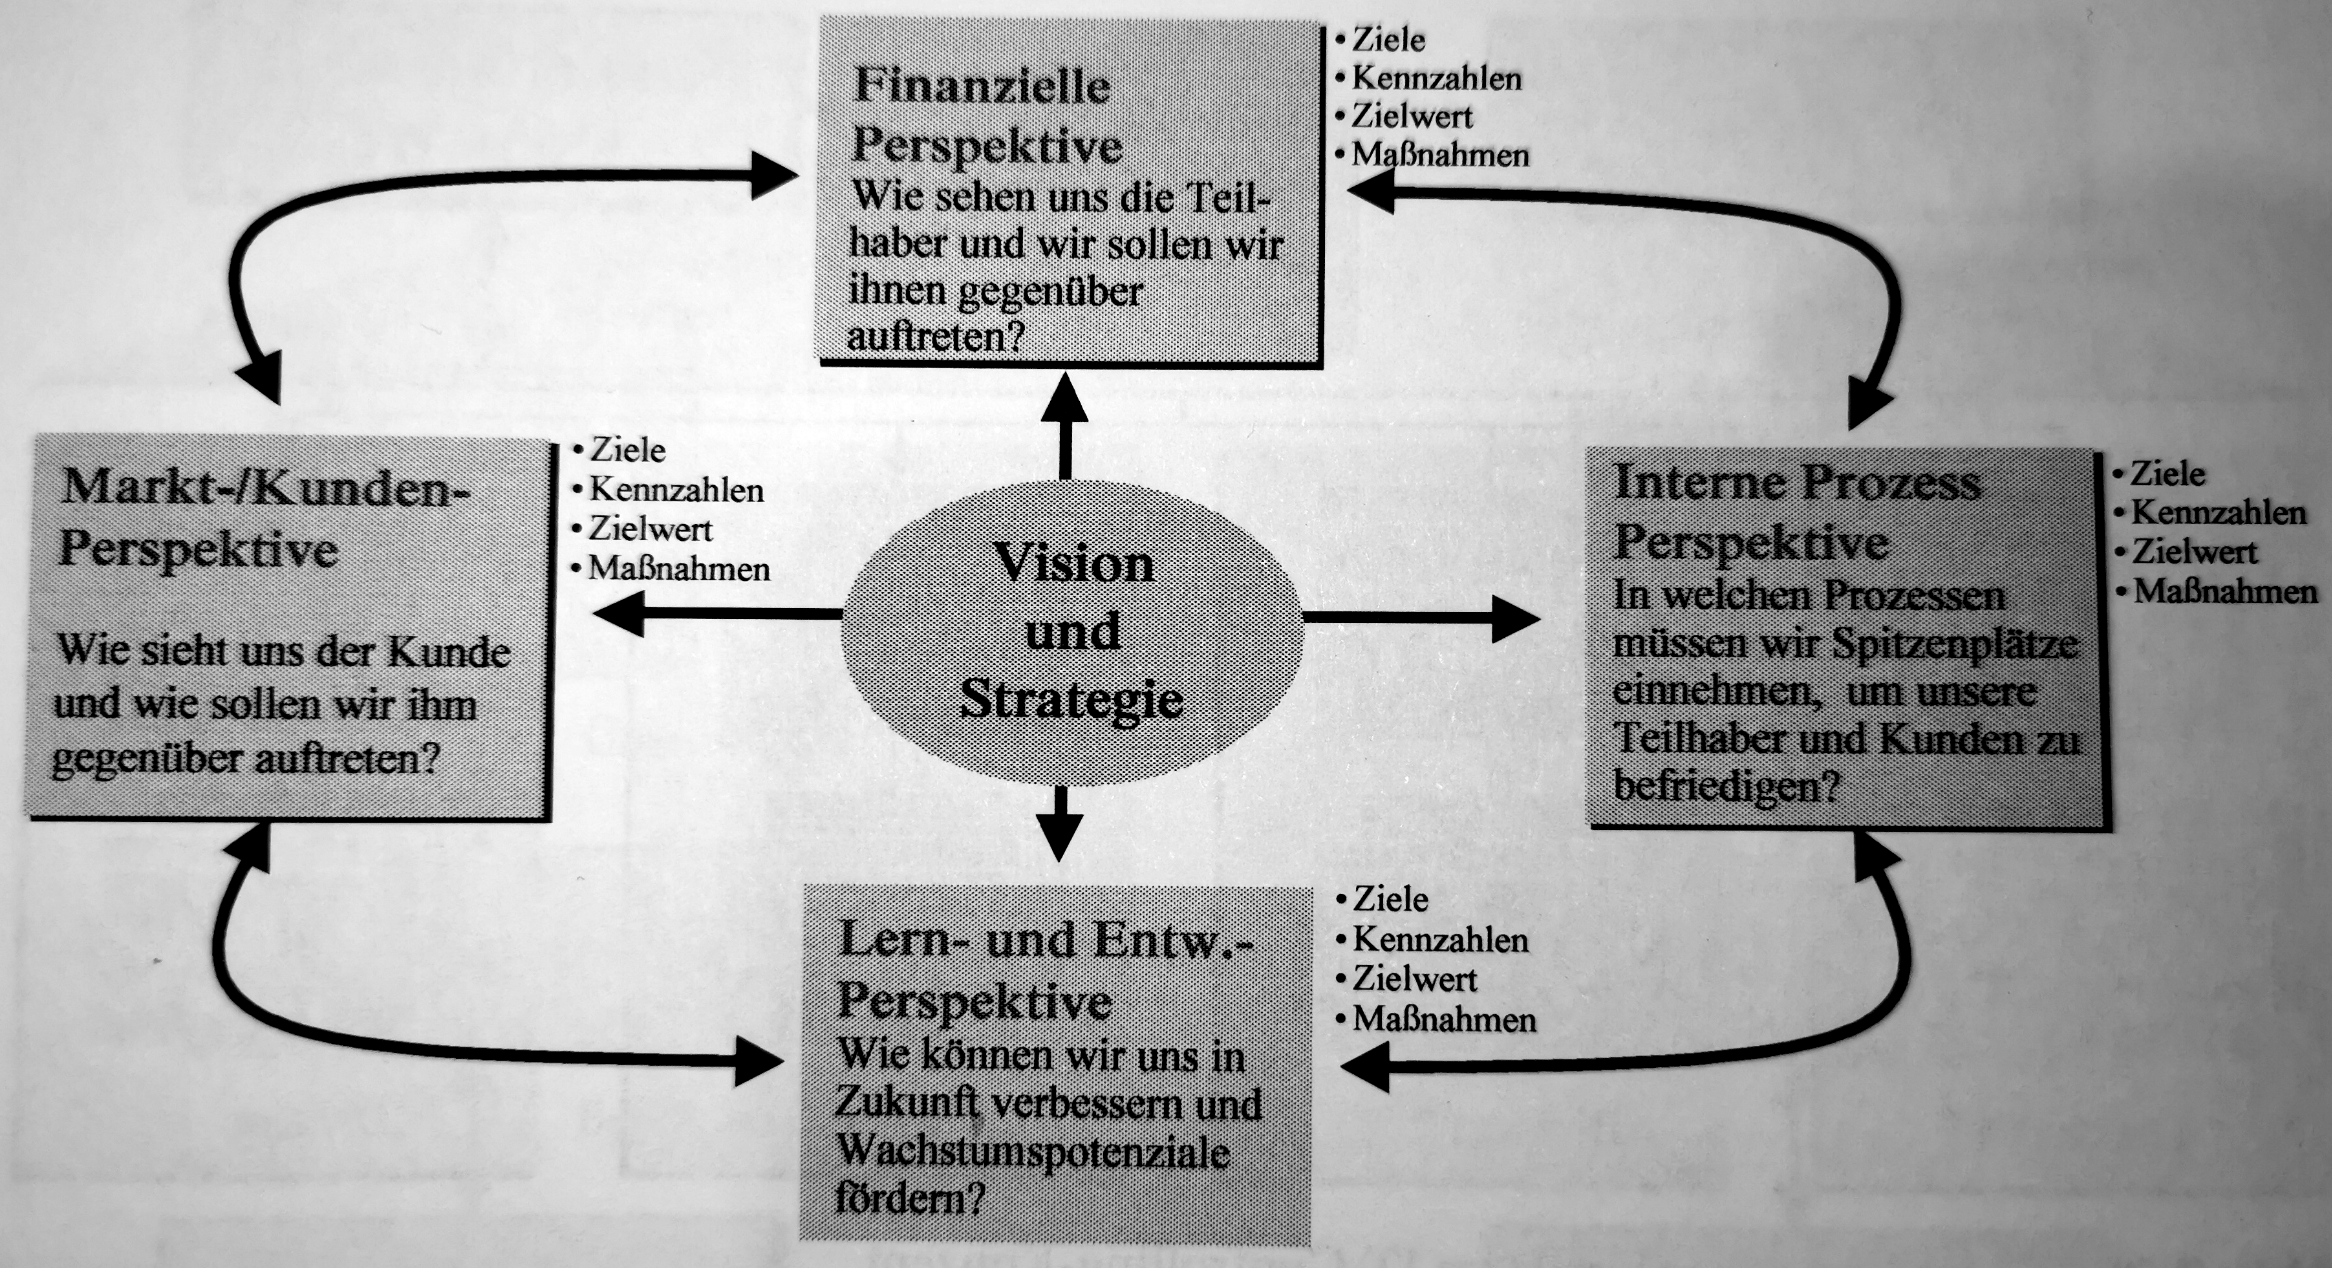 Finanzielle
Perspektive
Wie sehen uns die Teil-
haber und wir sollen wir
ihnen gegenüber
auftreten?
• Ziele
• Kennzahlen
• Zielwert
• Maßnahmen
Markt-/Kunden-
Perspektive
Wie sieht uns der Kunde
und wie sollen wir ihm
gegenüber auftreten?
• Ziele
• Kennzahlen
• Zielwert
• Maßnahmen
Vision
und
Strategie
Interne Prozess
Perspektive
In welchen Prozessen
müssen wir Spitzenplätze
einnehmen, um unsere
Teilhaber und Kunden zu
befriedigen?
• Ziele
• Kennzahlen
• Zielwert
• Maßnahmen
Lern- und Entw.-
Perspektive
Wie können wir uns in
Zukunft verbessern und
Wachstumspotenziale
fördern?
• Ziele
• Kennzahlen
• Zielwert
• Maßnahmen